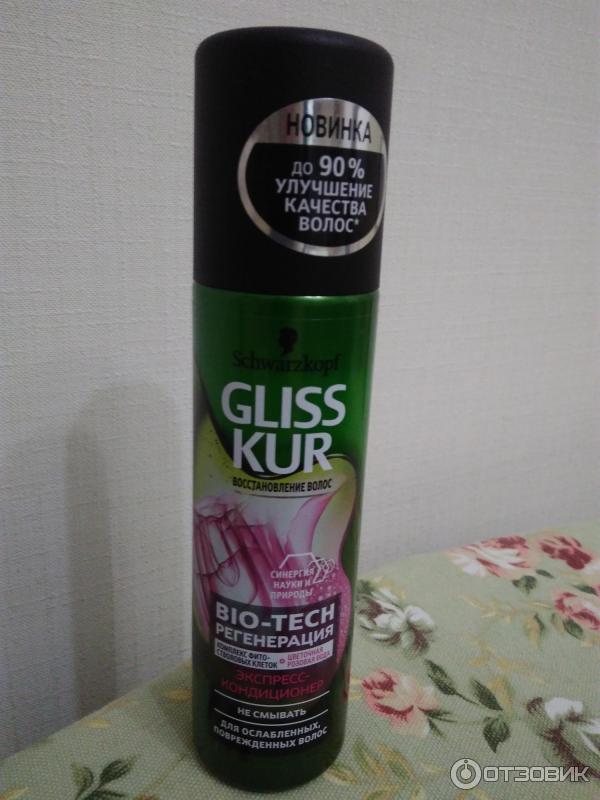 НОВИНКА
ДО 90%
УЛУЧШЕНИЕ
КАЧЕСТВА
ВОЛОС*
Schwarzkopf
GLISS
KUR
ВОССТАНОВЛЕНИЕ ВОЛОС
СИНЕРГИЯ
НАУКИ И
ПРИРОДЫ
BIO-TECH
РЕГЕНЕРАЦИЯ
КОМПЛЕКС ФИТО-
СТВОЛОВЫХ КЛЕТОК
+ ЦВЕТОЧНАЯ
РОЗОВАЯ ВОДА
ЭКСПРЕСС-
КОНДИЦИОНЕР
НЕ СМЫВАТЬ
ДЛЯ ОСЛАБЛЕННЫХ,
ПОВРЕЖДЕННЫХ ВОЛОС
ОТЗОВИК